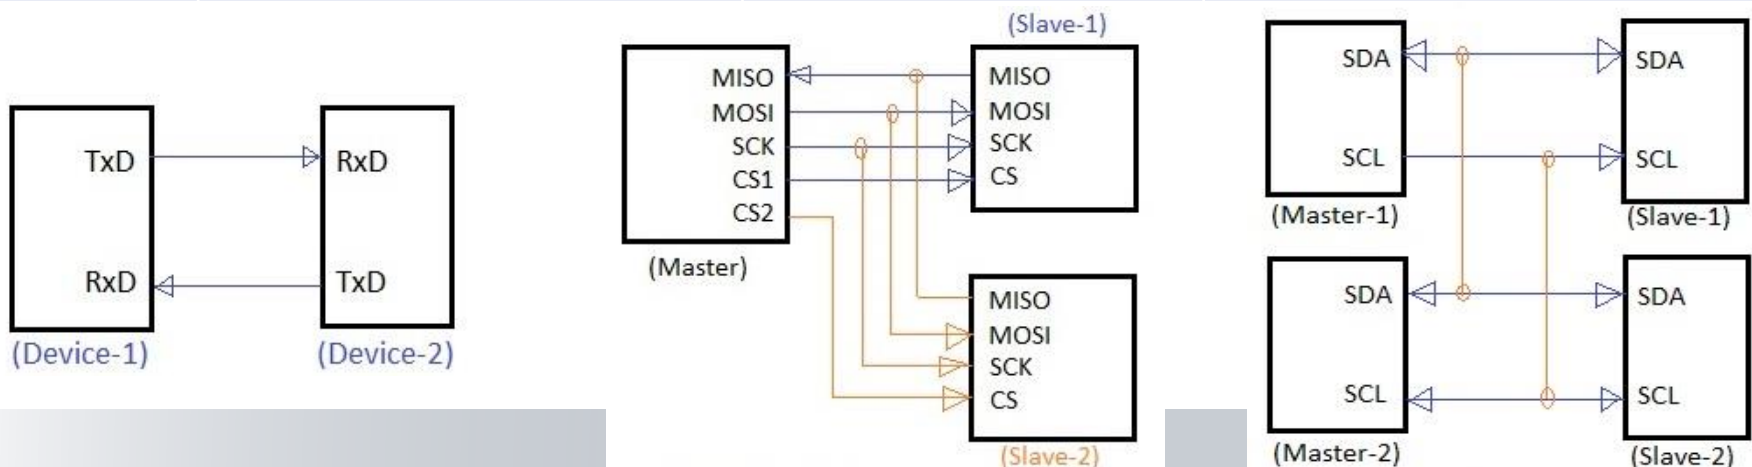 TxD
RxD
RxD
TxD
(Device-1)
(Device-2)
MISO
MOSI
SCK
CS1
CS2
(Master)
(Slave-1)
MISO
MOSI
SCK
CS
MISO
MOSI
SCK
CS
(Slave-2)
SDA
SCL
(Master-1)
SDA
SCL
(Slave-1)
SDA
SCL
(Master-2)
SDA
SCL
(Slave-2)